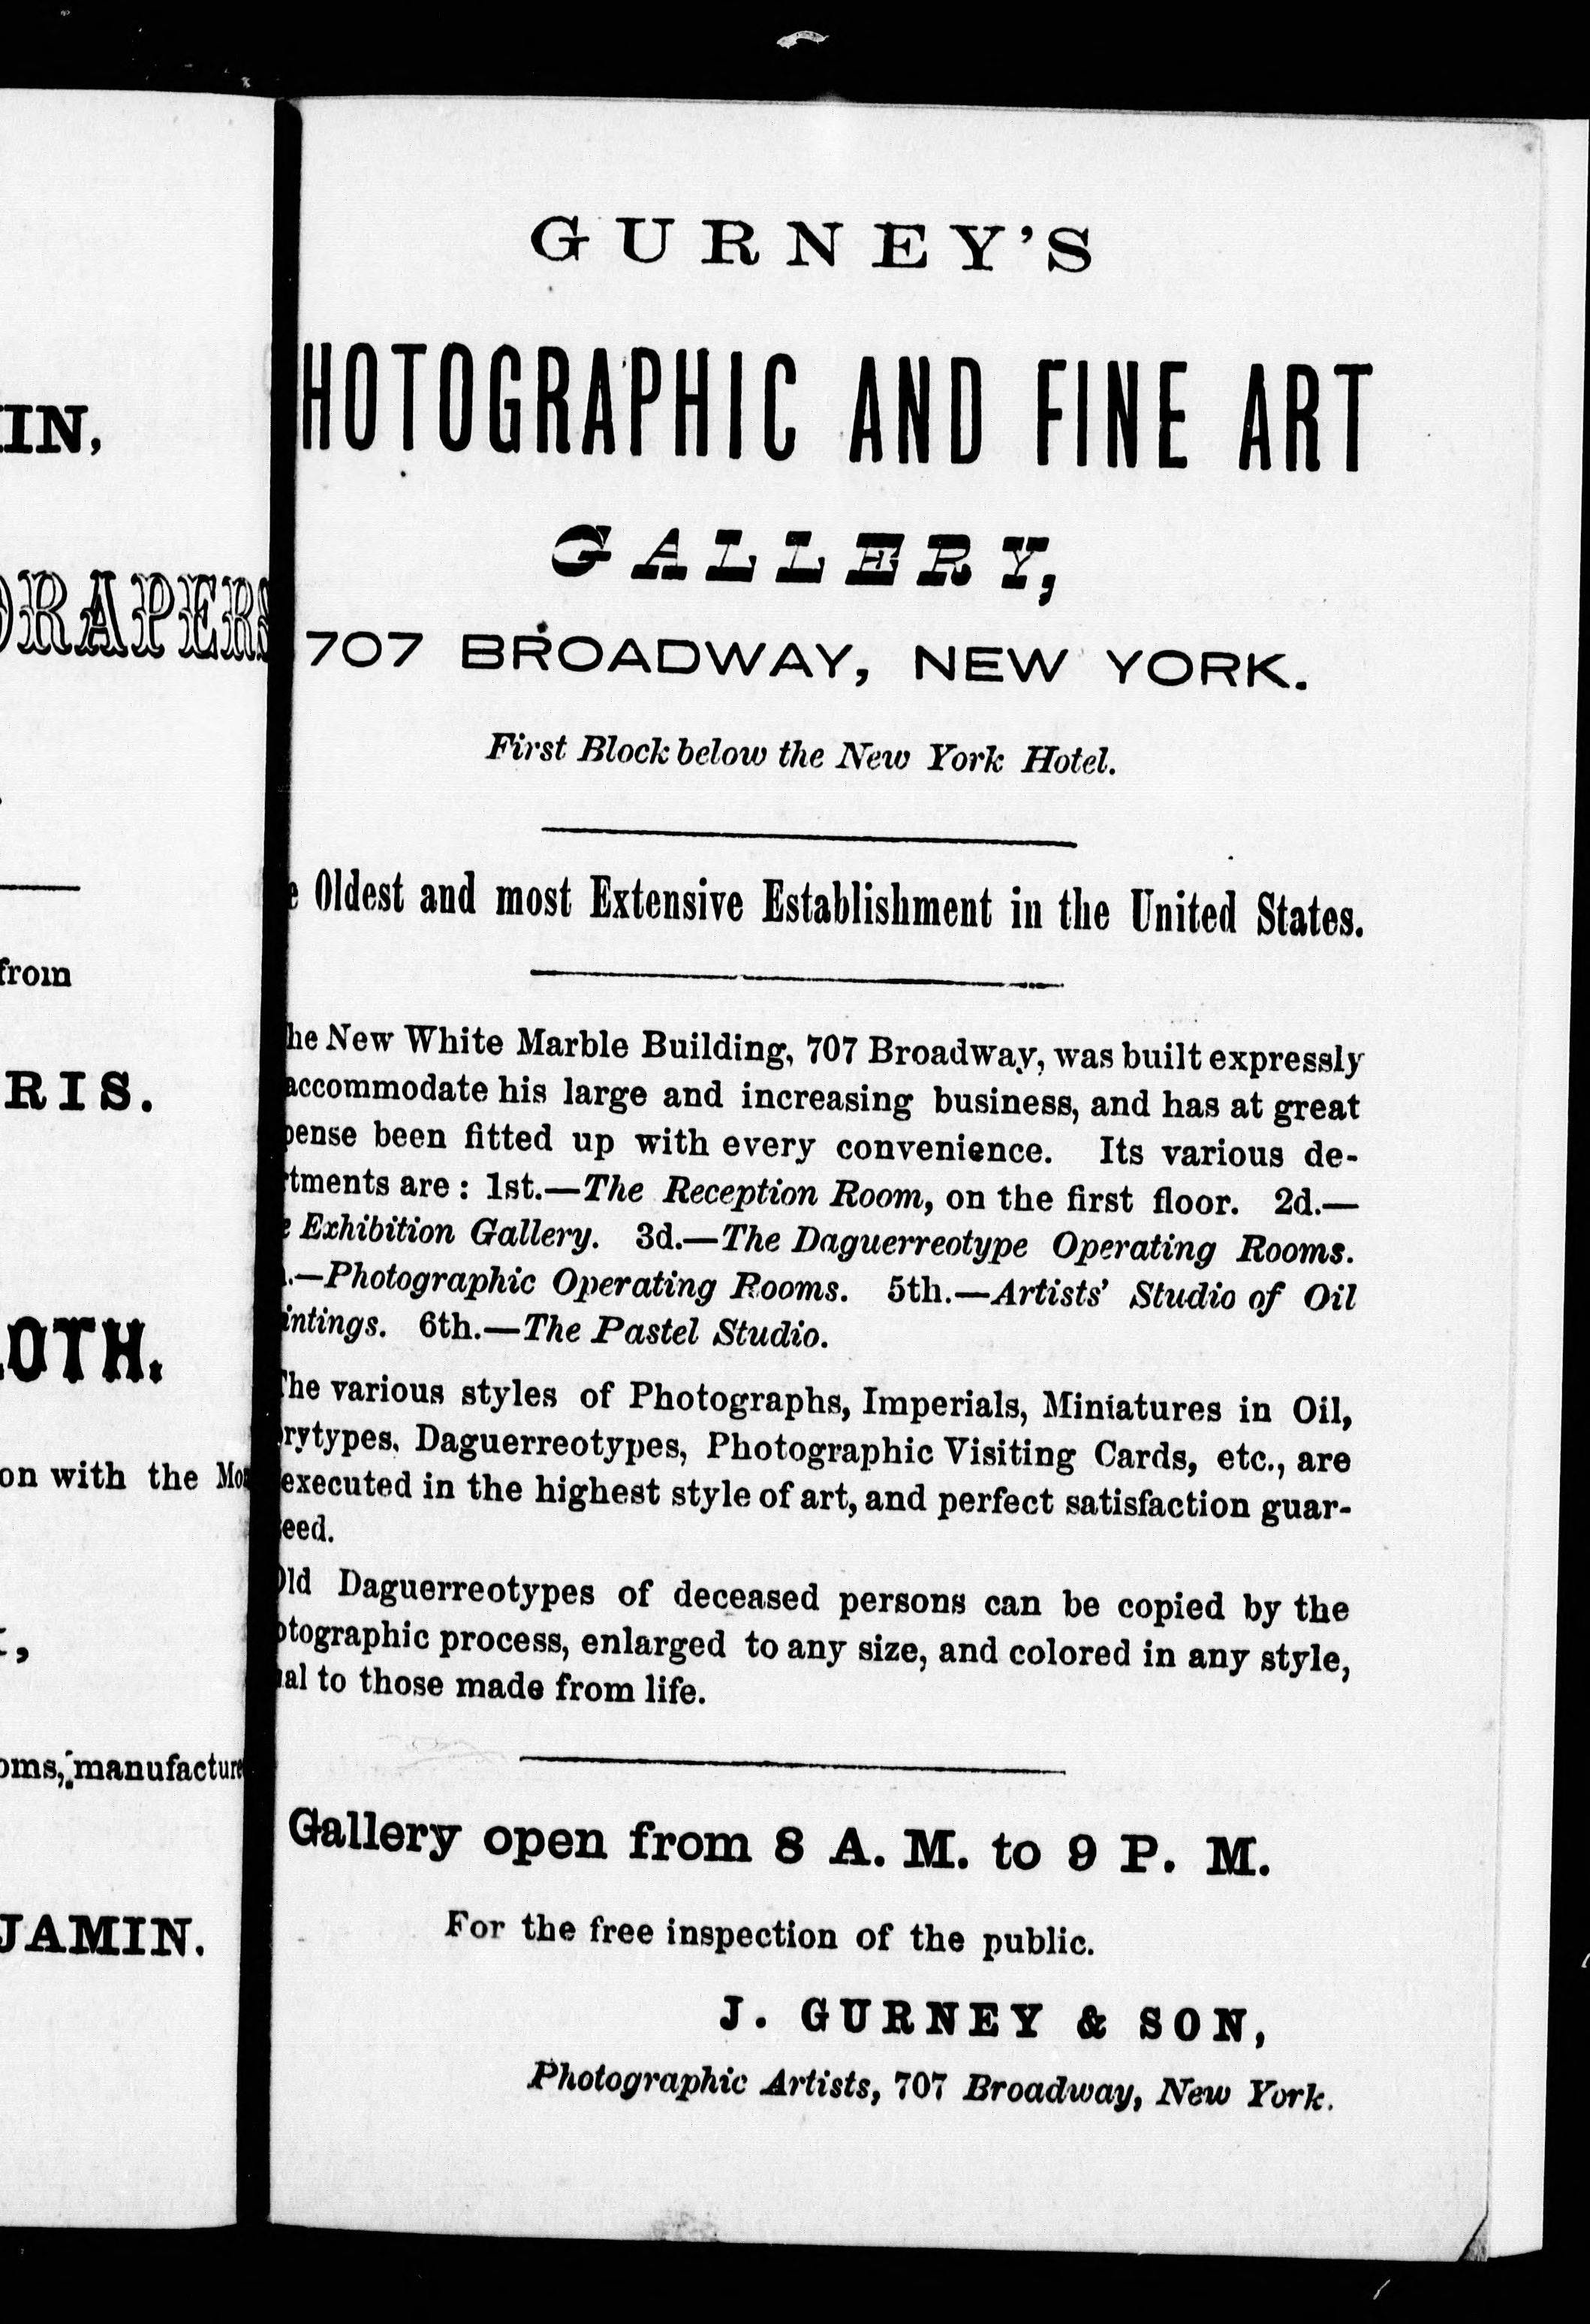 IN,
DRAPERS
from
RIS.
OTH.
on with the
manufacture
JAMIN.
GURNEY'S
HOTOGRAPHIC AND FINE ART
GALLERY,
707 BROADWAY, NEW YORK.
First Block below the New York Hotel.
e Oldest and most Extensive Establishment in the United States.
he New White Marble Building, 707 Broadway, was built expressly
accommodate his large and increasing business, and has at great
pense been fitted up with every convenience. Its various de-
rtments are : 1st.—The Reception Room, on the first floor. 2d.—
e Exhibition Gallery. 3d.—The Daguerreotype Operating Rooms.
.—Photographic Operating Rooms. 5th.—Artists' Studio of Oil
intings. 6th.—The Pastel Studio.
The various styles of Photographs, Imperials, Miniatures in Oil,
rytypes, Daguerreotypes, Photographic Visiting Cards, etc., are
executed in the highest style of art, and perfect satisfaction guar-
eed.
Old Daguerreotypes of deceased persons can be copied by the
otographic process, enlarged to any size, and colored in any style,
ual to those made from life.
Gallery open from 8 A. M. to 9 P. M.
For the free inspection of the public.
J. GURNEY & SON,
Photographic Artists, 707 Broadway, New York.